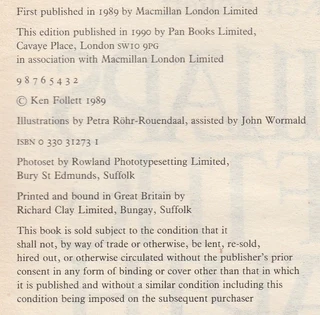 First published in 1989 by Macmillan London Limited
This edition published in 1990 by Pan Books Limited,
Cavaye Place, London SW10 9PG
in association with Macmillan London Limited
9 8 7 6 5 4 3 2
© Ken Follett 1989
Illustrations by Petra Röhr-Rouendaal, assisted by John Wormald
ISBN 0 330 31273 1
Photoset by Rowland Phototypesetting Limited,
Bury St Edmunds, Suffolk
Printed and bound in Great Britain by
Richard Clay Limited, Bungay, Suffolk
This book is sold subject to the condition that it
shall not, by way of trade or otherwise, be lent, re-sold,
hired out, or otherwise circulated without the publisher's prior
consent in any form of binding or cover other than that in which
it is published and without a similar condition including this
condition being imposed on the subsequent purchaser